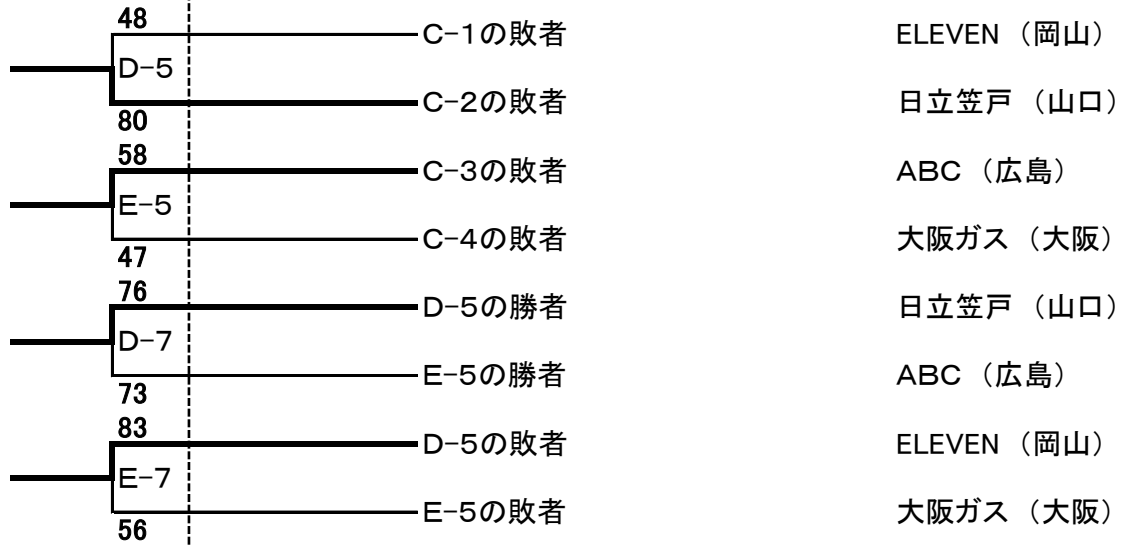 48
C-1の敗者 ELEVEN (岡山)
D-5
C-2の敗者 日立笠戸 (山口)
80
58
C-3の敗者 ABC (広島)
E-5
C-4の敗者 大阪ガス (大阪)
47
76
D-5の勝者 日立笠戸 (山口)
D-7
E-5の勝者 ABC (広島)
73
83
D-5の敗者 ELEVEN (岡山)
E-7
E-5の敗者 大阪ガス (大阪)
56